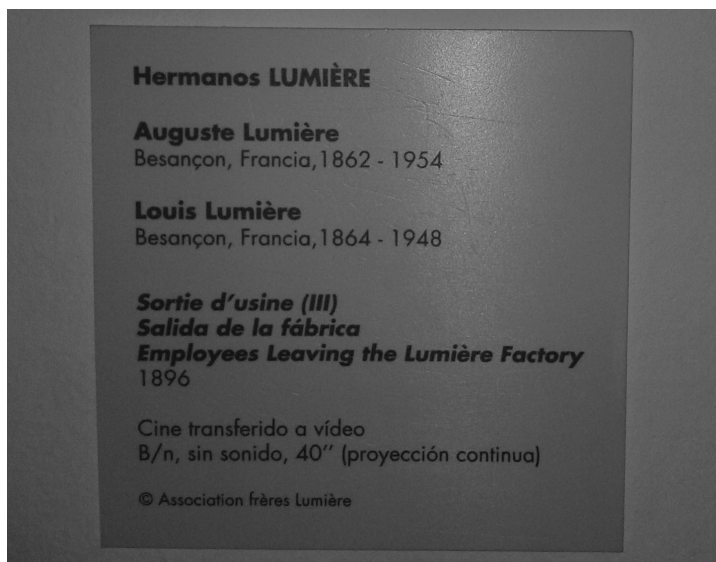 Hermanos LUMIÈRE
Auguste Lumière
Besançon, Francia,1862 - 1954
Louis Lumière
Besançon, Francia,1864 - 1948
Sortie d'usine (III)
Salida de la fábrica
Employees Leaving the Lumière Factory
1896
Cine transferido a vídeo
B/n, sin sonido, 40'' (proyección continua)
© Association frères Lumière